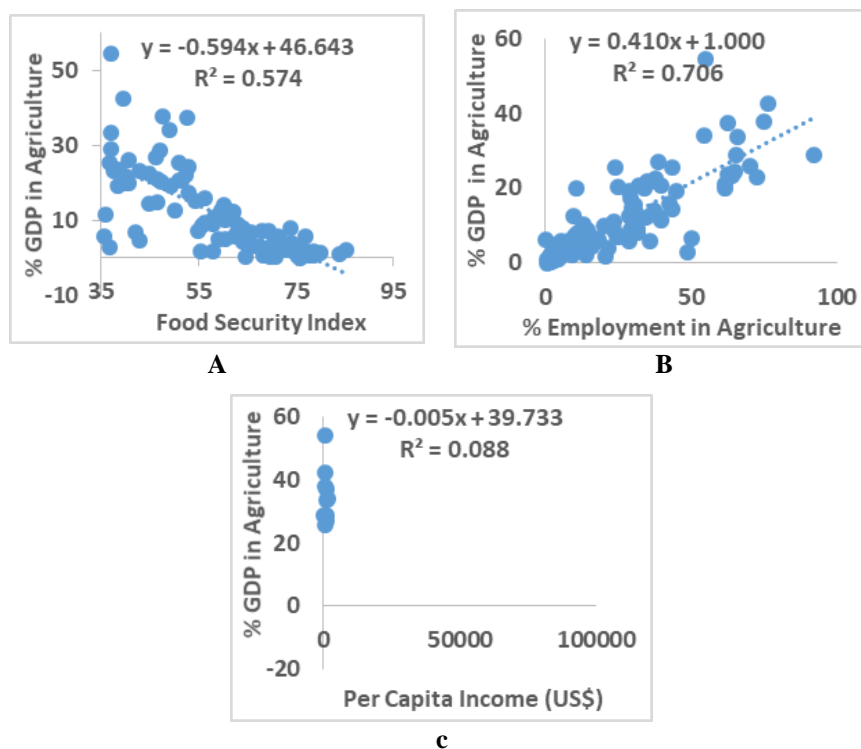 y = -0.594x + 46.643
R² = 0.574
% GDP in Agriculture
50
30
10
-10
35 55 75 95
Food Security Index
A
y = 0.410x + 1.000
R² = 0.706
% GDP in Agriculture
60
40
20
0
0 50 100
% Employment in Agriculture
B
y = -0.005x + 39.733
R² = 0.088
% GDP in Agriculture
60
40
20
0
-20
0 50000 100000
Per Capita Income (US$)
c